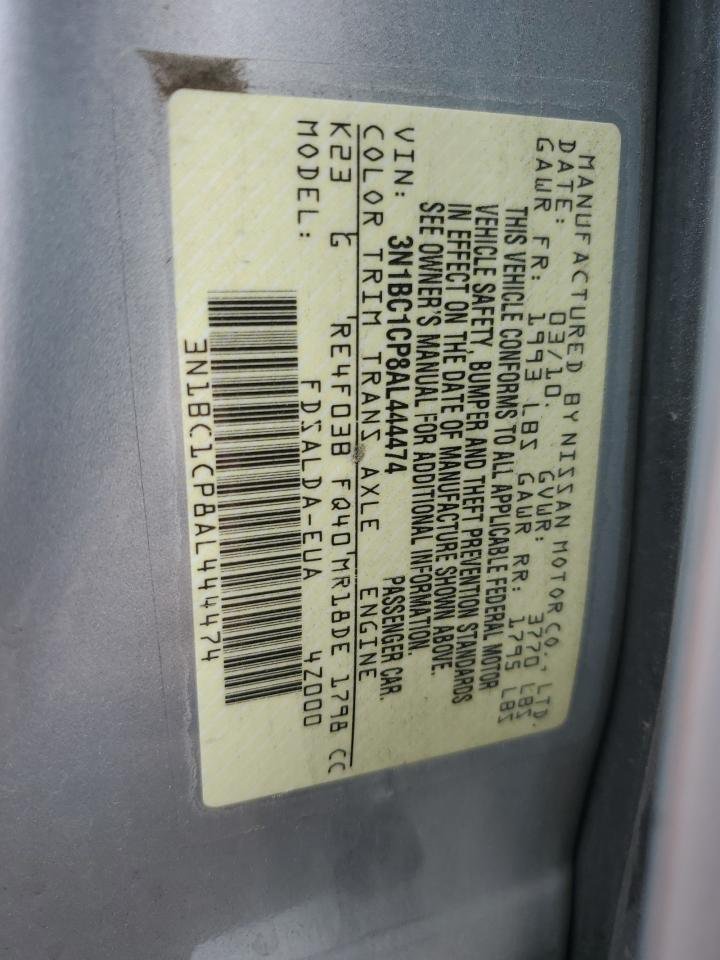 MANUFACTURED BY NISSAN MOTOR CO., LTD.
DATE: 03/10. GVWR: 3770 LBS
GAWR FR: 1993 LBS GAWR RR: 1795 LBS
THIS VEHICLE CONFORMS TO ALL APPLICABLE FEDERAL MOTOR
VEHICLE SAFETY, BUMPER AND THEFT PREVENTION STANDARDS
IN EFFECT ON THE DATE OF MANUFACTURE SHOWN ABOVE.
SEE OWNER'S MANUAL FOR ADDITIONAL INFORMATION.
VIN: 3N1BC1CP8AL444474 PASSENGER CAR.
COLOR TRIM TRANS AXLE ENGINE
K23 G RE4F03B FQ40 MR18DE 1798 CC
MODEL: FDSALDA-EUA 4Z000
3N1BC1CP8AL444474